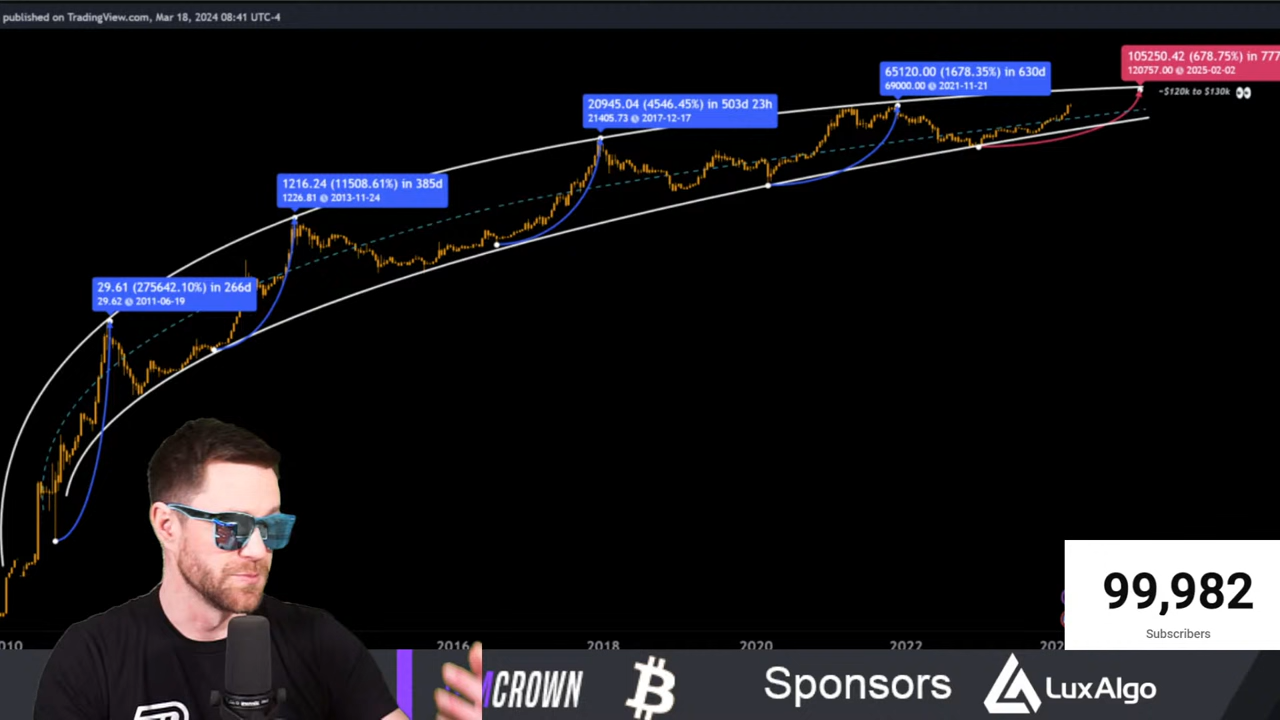 published on TradingView.com, Mar 18, 2024 08:41 UTC-4
105250.42 (678.75%) in 777
120757.00 @ 2025-02-02
65120.00 (1678.35%) in 630d
69000.00 @ 2021-11-21
~$120k to $130k 👀
20945.04 (4546.45%) in 503d 23h
21405.73 @ 2017-12-17
1216.24 (11508.61%) in 385d
1226.81 @ 2013-11-24
29.61 (275642.10%) in 266d
29.62 @ 2011-06-19
99,982
Subscribers
010
2016
2018
2020
2022
202
CROWN
Sponsors
LuxAlgo